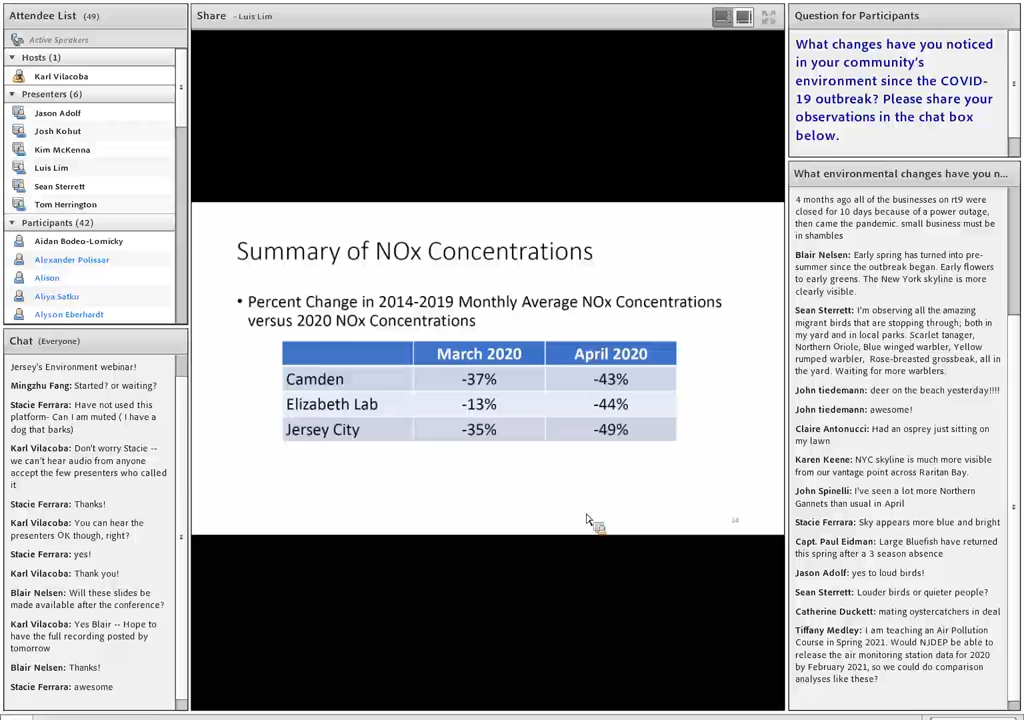 Attendee List (49)
Active Speakers
Hosts (1)
Karl Vilacoba
Presenters (6)
Jason Adolf
Josh Kohut
Kim McKenna
Luis Lim
Sean Sterrett
Tom Herrington
Participants (42)
Aidan Bodeo-Lomicky
Alexander Polissar
Alison
Aliya Satku
Alyson Eberhardt
Chat (Everyone)
Jersey's Environment webinar!
Mingzhu Fang: Started? or waiting?
Stacie Ferrara: Have not used this
platform- Can I am muted ( I have a
dog that barks)
Karl Vilacoba: Don't worry Stacie --
we can't hear audio from anyone
accept the few presenters who called
it
Stacie Ferrara: Thanks!
Karl Vilacoba: You can hear the
presenters OK though, right?
Stacie Ferrara: yes!
Karl Vilacoba: Thank you!
Blair Nelsen: Will these slides be
made available after the conference?
Karl Vilacoba: Yes Blair -- Hope to
have the full recording posted by
tomorrow
Blair Nelsen: Thanks!
Stacie Ferrara: awesome
Share - Luis Lim
Summary of NOx Concentrations
• Percent Change in 2014-2019 Monthly Average NOx Concentrations
versus 2020 NOx Concentrations
March 2020 April 2020
Camden -37% -43%
Elizabeth Lab -13% -44%
Jersey City -35% -49%
Question for Participants
What changes have you noticed
in your community's
environment since the COVID-
19 outbreak? Please share your
observations in the chat box
below.
What environmental changes have you n...
4 months ago all of the businesses on rt9 were
closed for 10 days because of a power outage,
then came the pandemic. small business must be
in shambles
Blair Nelsen: Early spring has turned into pre-
summer since the outbreak began. Early flowers
to early greens. The New York skyline is more
clearly visible.
Sean Sterrett: I'm observing all the amazing
migrant birds that are stopping through; both in
my yard and in local parks. Scarlet tanager,
Northern Oriole, Blue winged warbler, Yellow
rumped warbler, Rose-breasted grossbeak, all in
the yard. Waiting for more warblers.
John tiedemann: deer on the beach yesterday!!!!
John tiedemann: awesome!
Claire Antonucci: Had an osprey just sitting on
my lawn
Karen Keene: NYC skyline is much more visible
from our vantage point across Raritan Bay.
John Spinelli: I've seen a lot more Northern
Gannets than usual in April
Stacie Ferrara: Sky appears more blue and bright
Capt. Paul Eidman: Large Bluefish have returned
this spring after a 3 season absence
Jason Adolf: yes to loud birds!
Sean Sterrett: Louder birds or quieter people?
Catherine Duckett: mating oystercatchers in deal
Tiffany Medley: I am teaching an Air Pollution
Course in Spring 2021. Would NJDEP be able to
release the air monitoring station data for 2020
by February 2021, so we could do comparison
analyses like these?